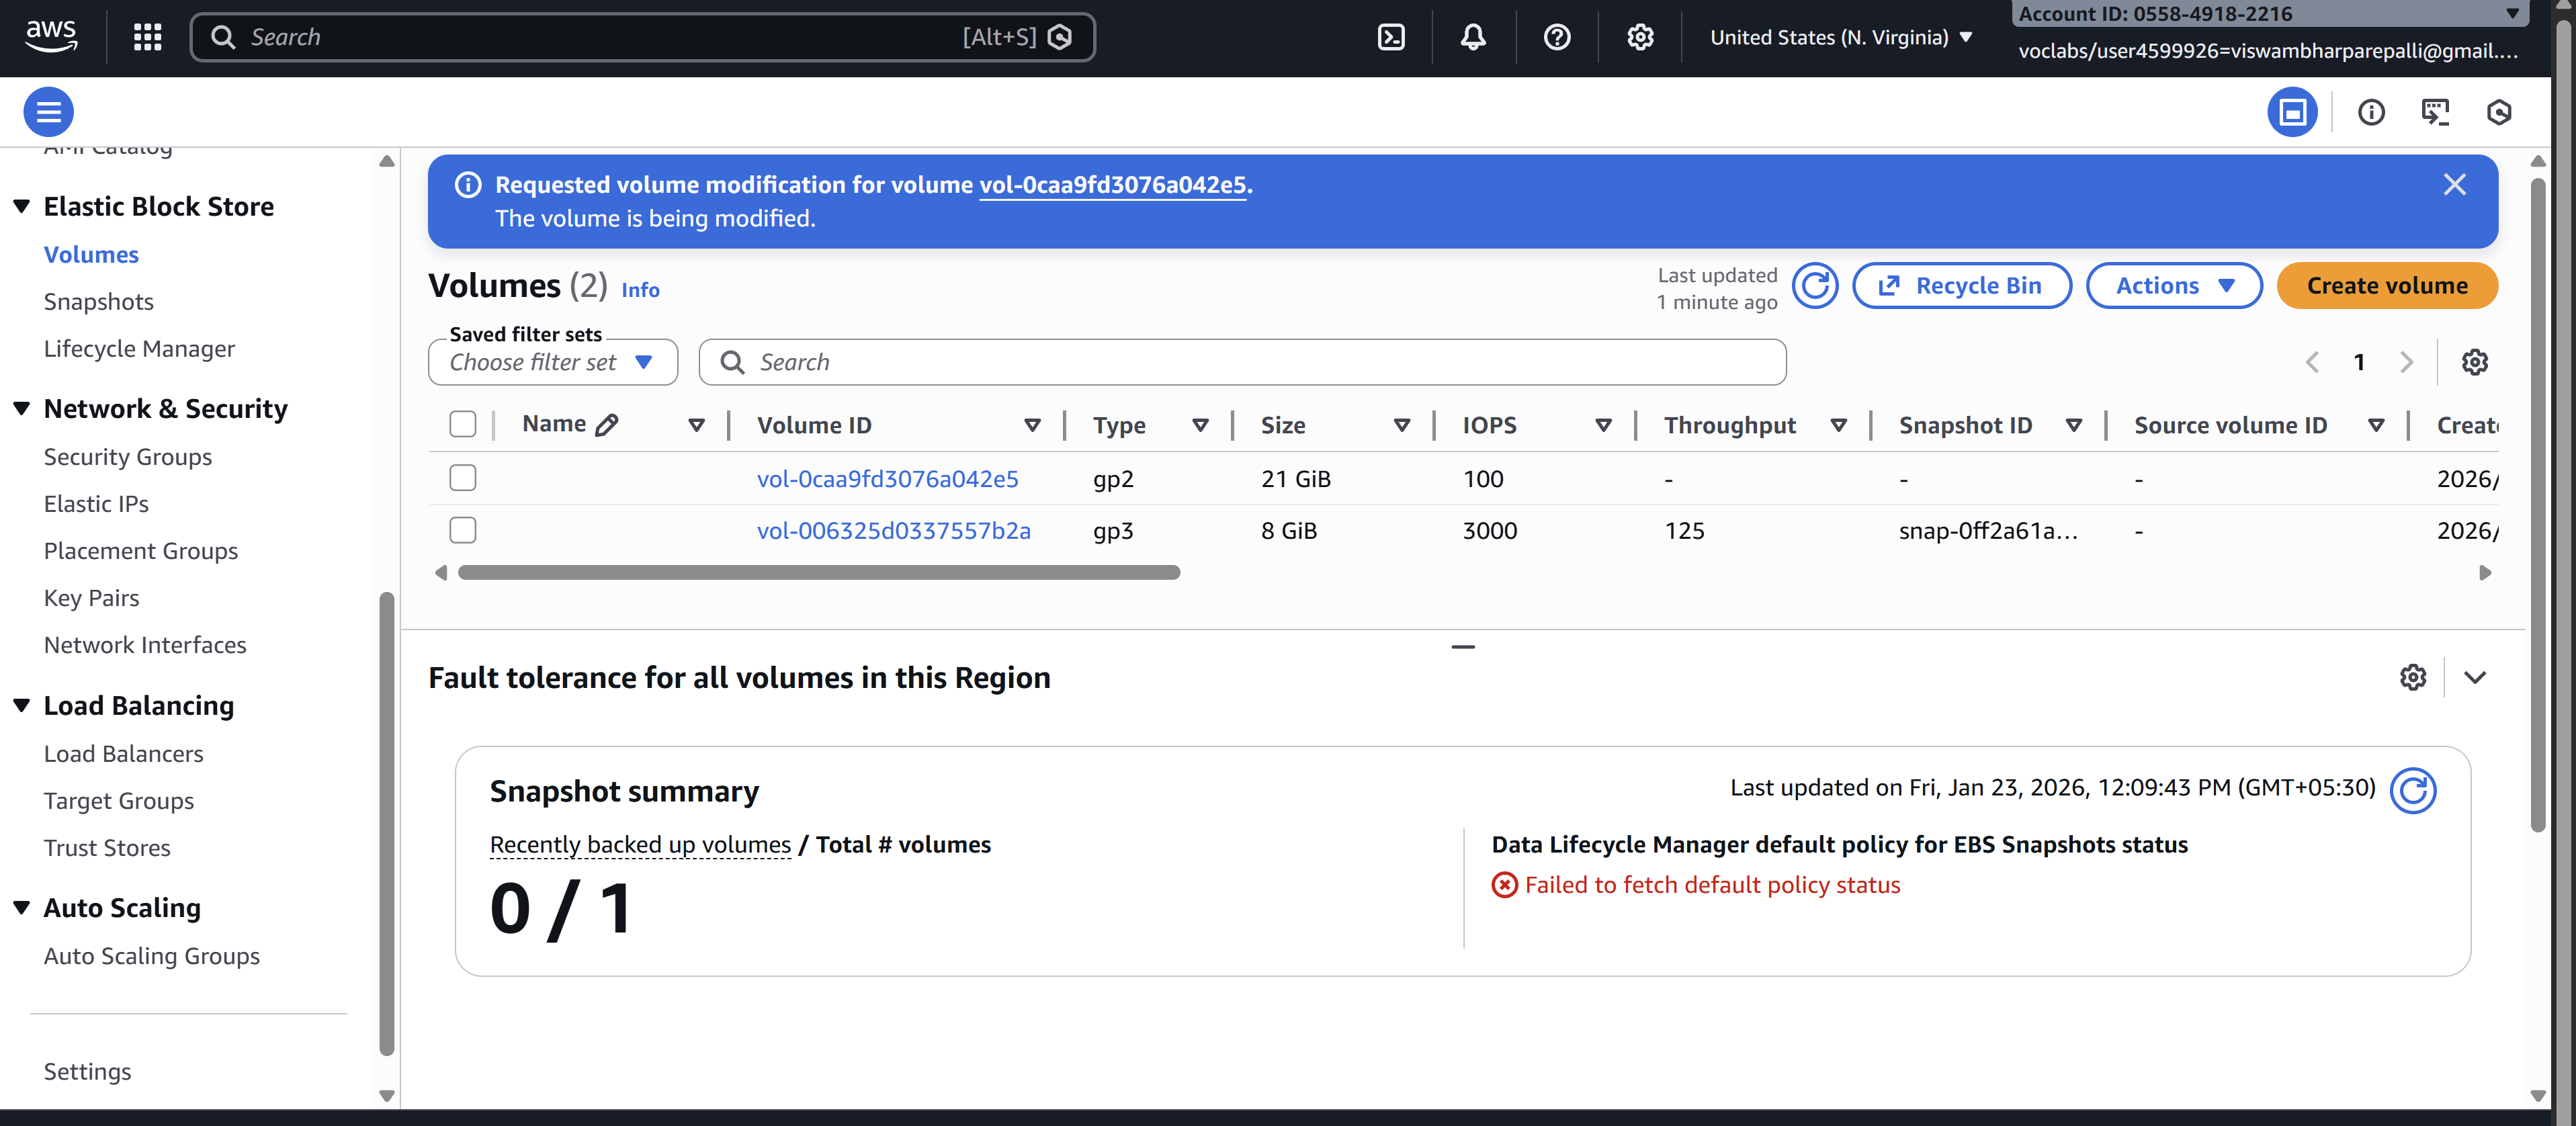 aws
Search [Alt+S]
United States (N. Virginia)
Account ID: 0558-4918-2216
voclabs/user4599926=viswambharparepalli@gmail....
AMI Catalog
Elastic Block Store
Volumes
Snapshots
Lifecycle Manager
Network & Security
Security Groups
Elastic IPs
Placement Groups
Key Pairs
Network Interfaces
Load Balancing
Load Balancers
Target Groups
Trust Stores
Auto Scaling
Auto Scaling Groups
Settings
Requested volume modification for volume vol-0caa9fd3076a042e5.
The volume is being modified.
Volumes (2) Info
Last updated
1 minute ago
Recycle Bin
Actions
Create volume
Saved filter sets
Choose filter set
Search
1
Name Volume ID Type Size IOPS Throughput Snapshot ID Source volume ID Create
vol-0caa9fd3076a042e5 gp2 21 GiB 100 - - - 2026/
vol-006325d0337557b2a gp3 8 GiB 3000 125 snap-0ff2a61a... - 2026/
Fault tolerance for all volumes in this Region
Snapshot summary
Last updated on Fri, Jan 23, 2026, 12:09:43 PM (GMT+05:30)
Recently backed up volumes / Total # volumes
0 / 1
Data Lifecycle Manager default policy for EBS Snapshots status
Failed to fetch default policy status